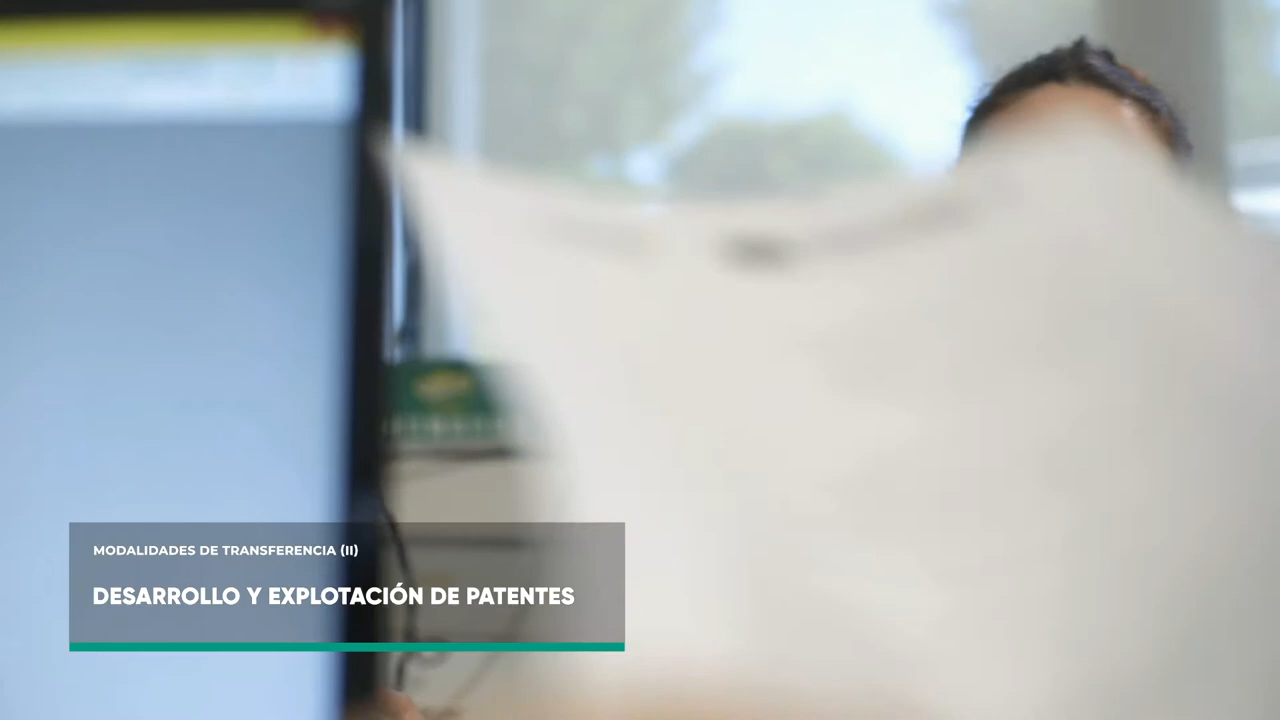 MODALIDADES DE TRANSFERENCIA (II)
DESARROLLO Y EXPLOTACIÓN DE PATENTES